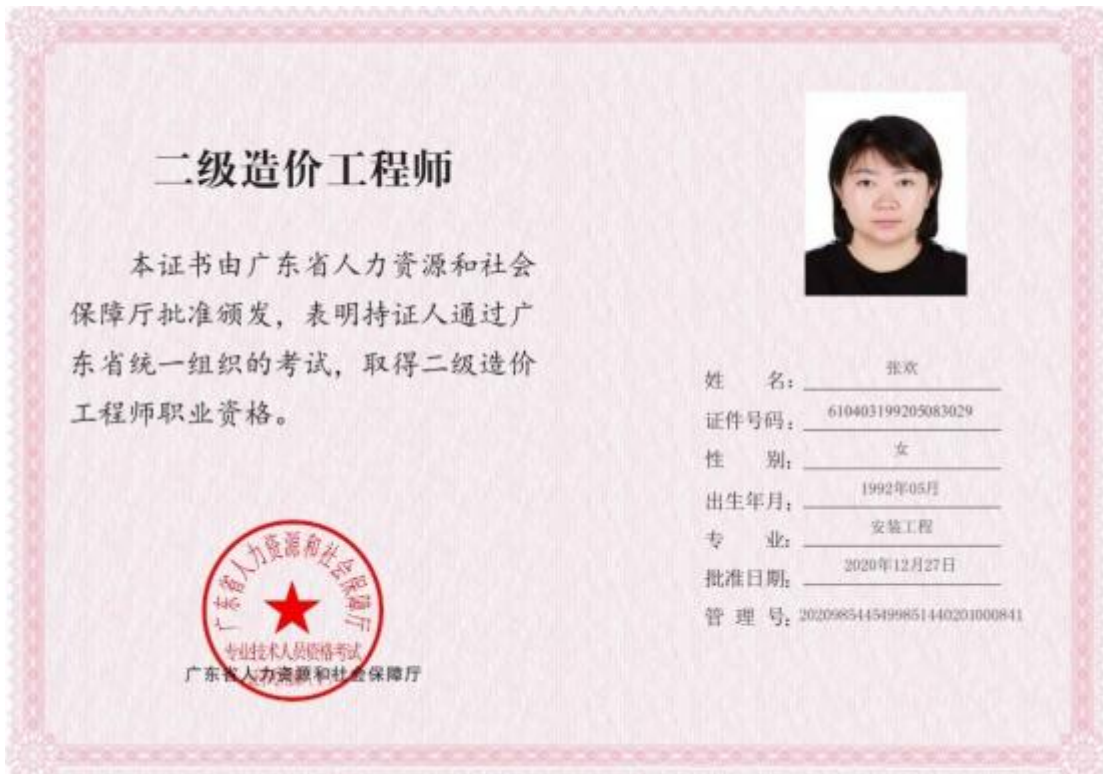 二级造价工程师
本证书由广东省人力资源和社会
保障厅批准颁发，表明持证人通过广
东省统一组织的考试，取得二级造价
工程师职业资格。
广东省人力资源和社会保障厅
专业技术人员资格考试
广东省人力资源和社会保障厅
姓 名：张欢
证件号码：610403199205083029
性 别：女
出生年月：1992年05月
专 业：安装工程
批准日期：2020年12月27日
管 理 号：20209854454998514402010008​41